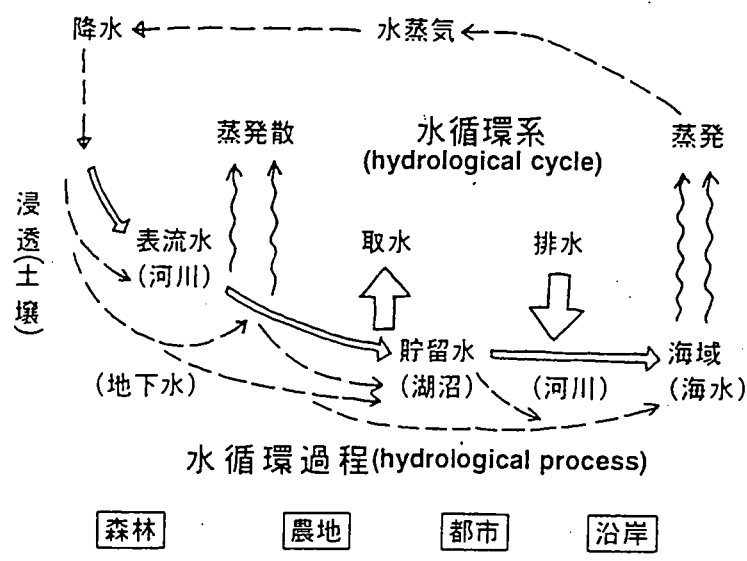 降水
水蒸気
蒸発散
水循環系
(hydrological cycle)
蒸発
浸透(土壌)
表流水
(河川)
取水
排水
貯留水
(湖沼)
(河川)
海域
(海水)
(地下水)
水循環過程(hydrological process)
森林
農地
都市
沿岸